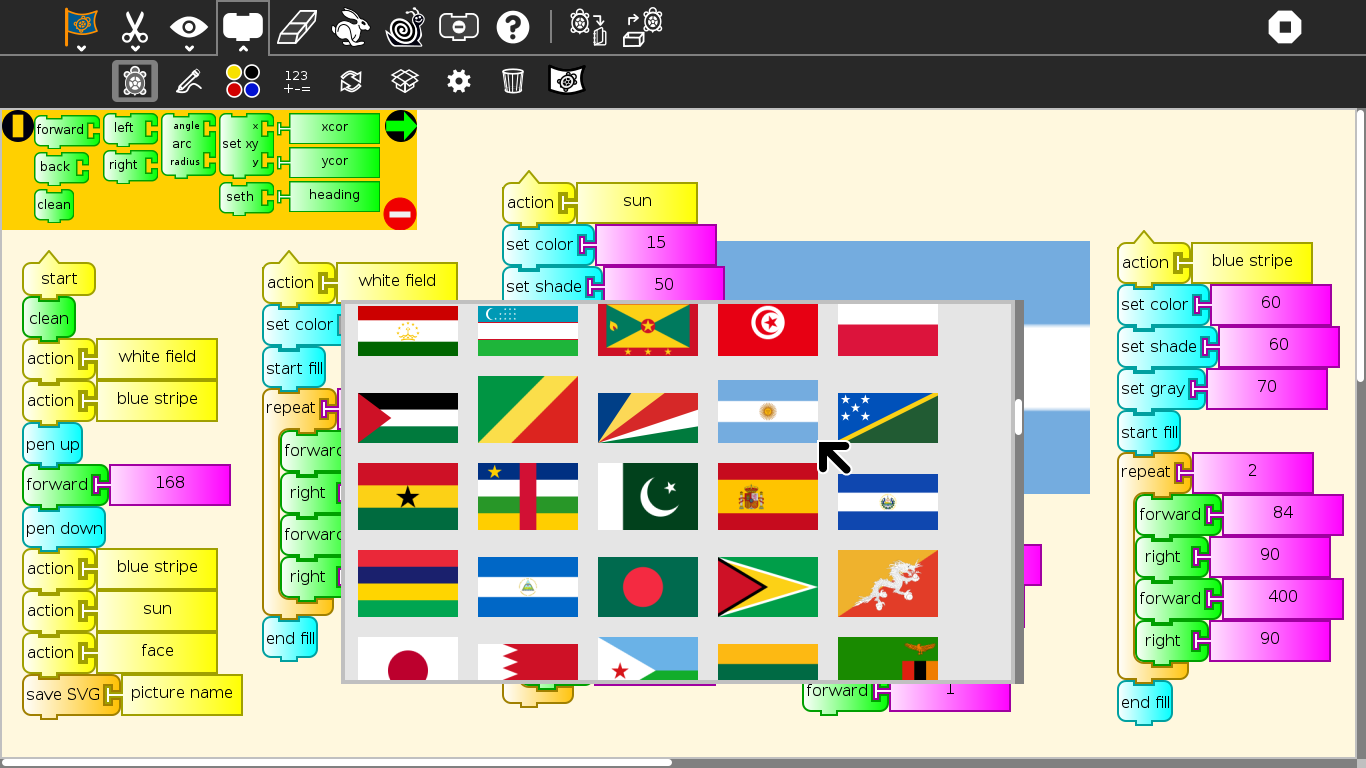 123
+-=
forward
left
angle
arc
radius
x
set xy
y
xcor
ycor
back
right
clean
seth
heading
start
clean
action
white field
action
blue stripe
pen up
forward
168
pen down
action
blue stripe
action
sun
action
face
save SVG
picture name
action
white field
set color
start fill
repeat
forward
right
forward
right
end fill
action
sun
set color
15
set shade
50
forward
1
action
blue stripe
set color
60
set shade
60
set gray
70
start fill
repeat
2
forward
84
right
90
forward
400
right
90
end fill